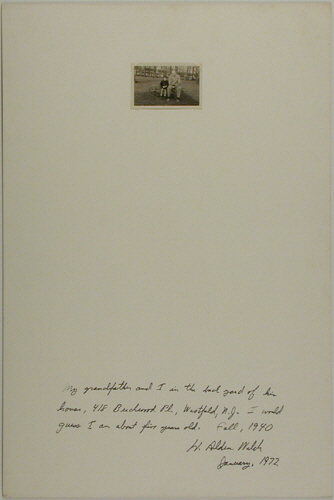 My grandfather and I in the back yard of his
house, 418 Beechwood Pl., Westfield, N.J. I would
guess I am about five years old. Fall, 1940
W. Alden Welch
January, 1972